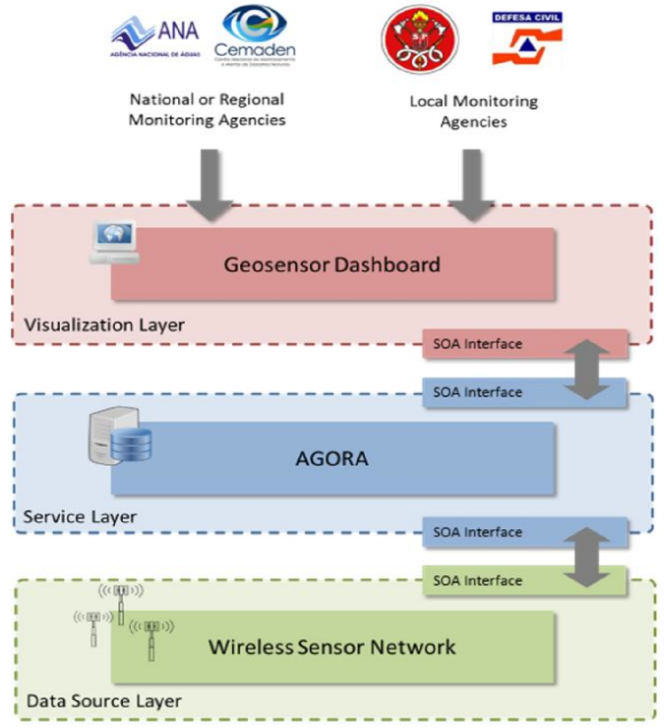 ANA
AGÊNCIA NACIONAL DE ÁGUAS
Cemaden
DEFESA CIVIL
National or Regional
Monitoring Agencies
Local Monitoring
Agencies
Geosensor Dashboard
Visualization Layer
SOA Interface
SOA Interface
AGORA
Service Layer
SOA Interface
SOA Interface
Wireless Sensor Network
Data Source Layer